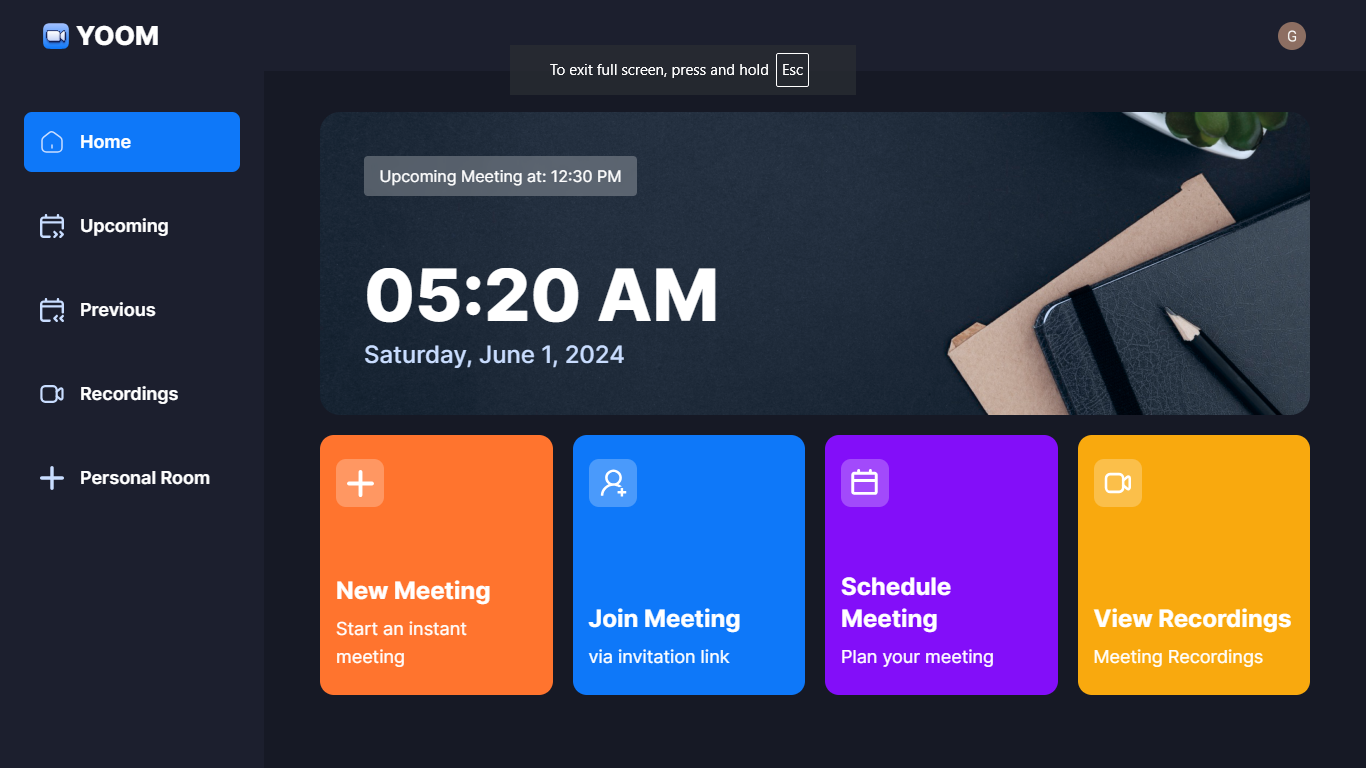 YOOM
G
To exit full screen, press and hold Esc
Home
Upcoming
Previous
Recordings
Personal Room
Upcoming Meeting at: 12:30 PM
05:20 AM
Saturday, June 1, 2024
New Meeting
Start an instant
meeting
Join Meeting
via invitation link
Schedule
Meeting
Plan your meeting
View Recordings
Meeting Recordings